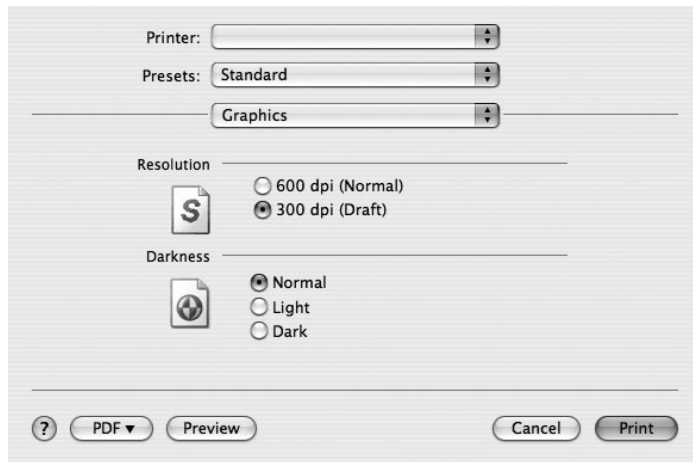 Printer:
Presets: Standard
Graphics
Resolution
600 dpi (Normal)
S
300 dpi (Draft)
Darkness
Normal
Light
Dark
? PDF▼ Preview Cancel Print